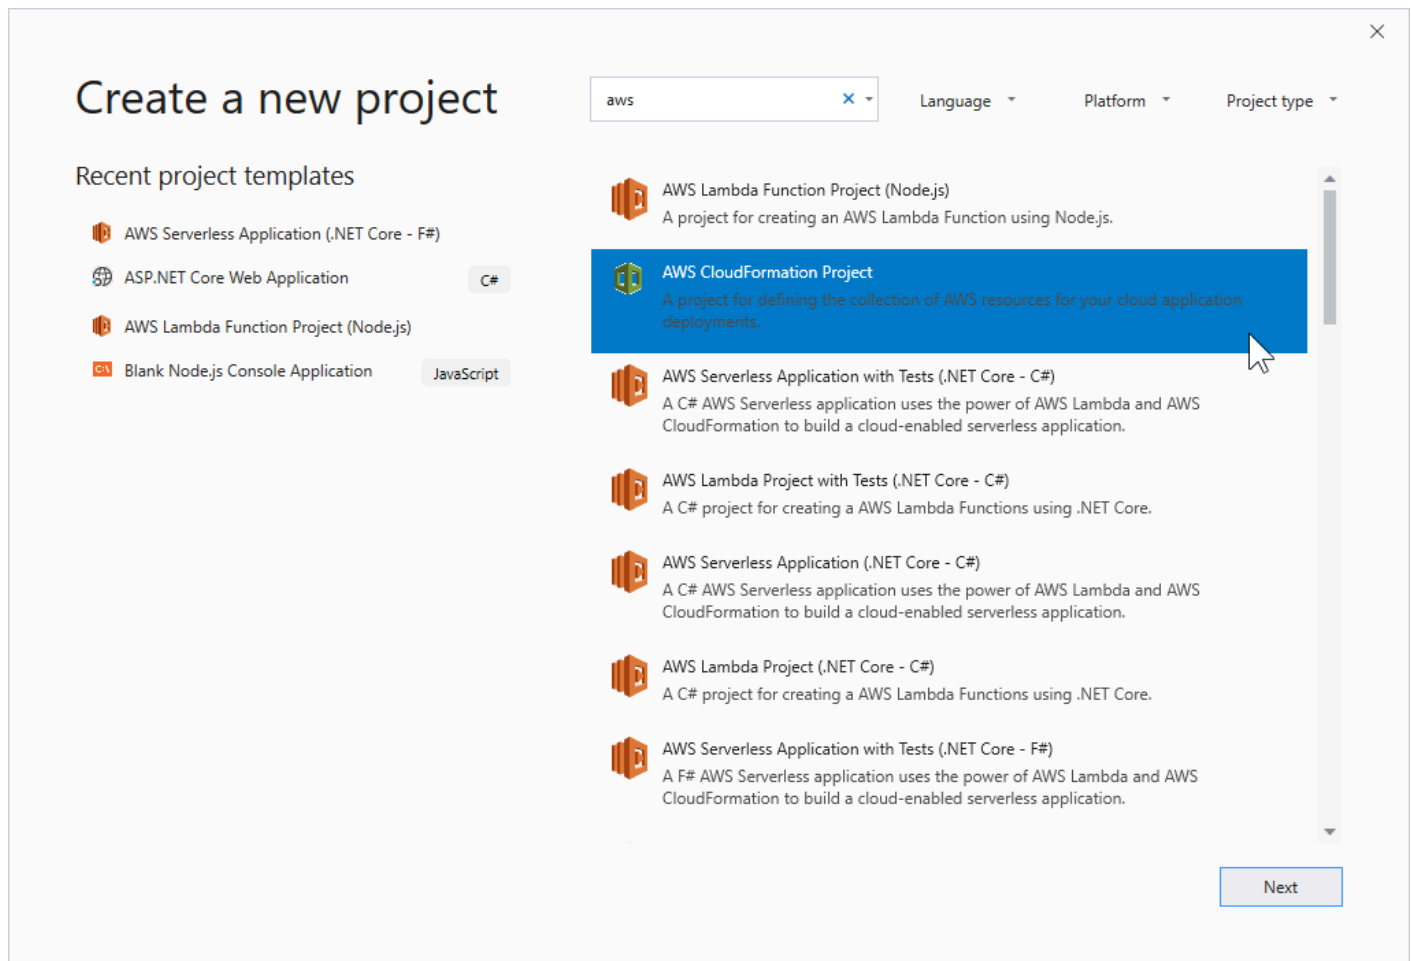 Create a new project
aws
Language
Platform
Project type
Recent project templates
AWS Serverless Application (.NET Core - F#)
ASP.NET Core Web Application
C#
AWS Lambda Function Project (Node.js)
Blank Node.js Console Application
JavaScript
AWS Lambda Function Project (Node.js)
A project for creating an AWS Lambda Function using Node.js.
AWS CloudFormation Project
A project for defining the collection of AWS resources for your cloud application
deployments.
AWS Serverless Application with Tests (.NET Core - C#)
A C# AWS Serverless application uses the power of AWS Lambda and AWS
CloudFormation to build a cloud-enabled serverless application.
AWS Lambda Project with Tests (.NET Core - C#)
A C# project for creating a AWS Lambda Functions using .NET Core.
AWS Serverless Application (.NET Core - C#)
A C# AWS Serverless application uses the power of AWS Lambda and AWS
CloudFormation to build a cloud-enabled serverless application.
AWS Lambda Project (.NET Core - C#)
A C# project for creating a AWS Lambda Functions using .NET Core.
AWS Serverless Application with Tests (.NET Core - F#)
A F# AWS Serverless application uses the power of AWS Lambda and AWS
CloudFormation to build a cloud-enabled serverless application.
Next